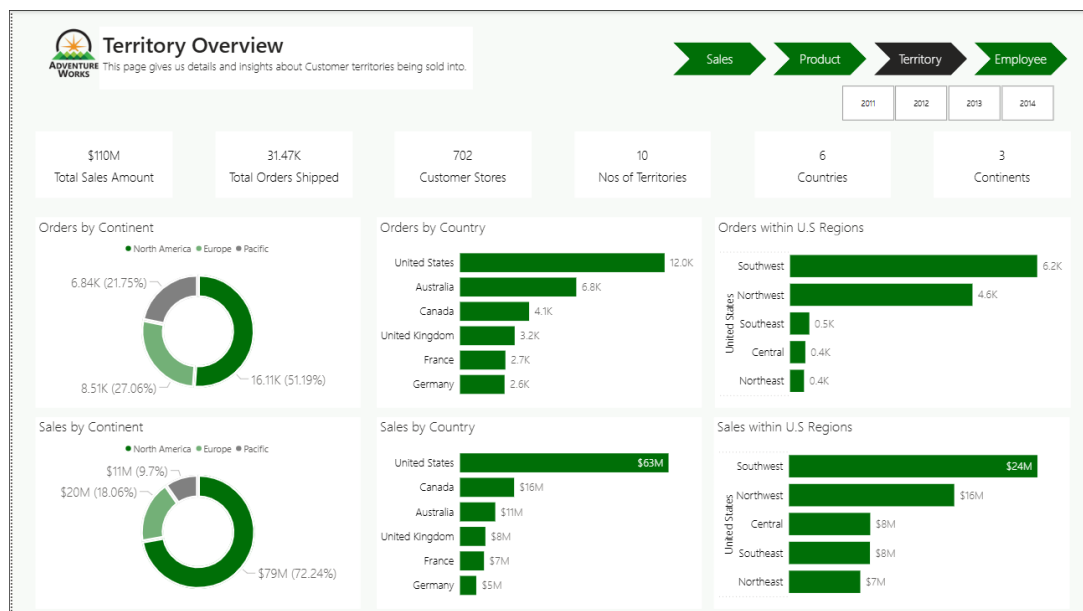 Territory Overview
ADVENTURE
WORKS
This page gives us details and insights about Customer territories being sold into.
Sales
Product
Territory
Employee
2011
2012
2013
2014
$110M
Total Sales Amount
31.47K
Total Orders Shipped
702
Customer Stores
10
Nos of Territories
6
Countries
3
Continents
Orders by Continent
North America
Europe
Pacific
6.84K (21.75%)
8.51K (27.06%)
16.11K (51.19%)
Orders by Country
United States 12.0K
Australia 6.8K
Canada 4.1K
United Kingdom 3.2K
France 2.7K
Germany 2.6K
Orders within U.S Regions
United States
Southwest 6.2K
Northwest 4.6K
Southeast 0.5K
Central 0.4K
Northeast 0.4K
Sales by Continent
North America
Europe
Pacific
$11M (9.7%)
$20M (18.06%)
$79M (72.24%)
Sales by Country
United States $63M
Canada $16M
Australia $11M
United Kingdom $8M
France $7M
Germany $5M
Sales within U.S Regions
United States
Southwest $24M
Northwest $16M
Central $8M
Southeast $8M
Northeast $7M